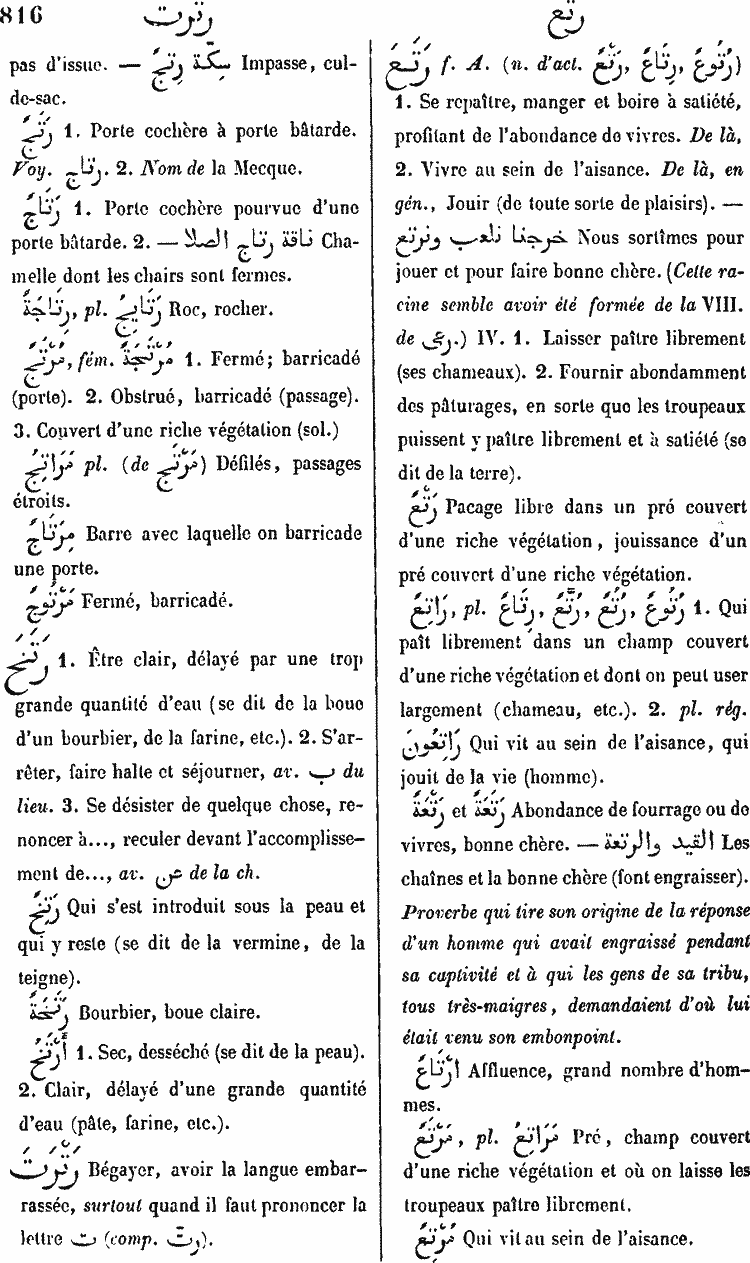 816 رترت رتع
pas d'issue. — سِكَّة رِتْجٌ Impasse, cul-
de-sac.
رَتَجٌ 1. Porte cochère à porte bâtarde.
Voy. رتاج. 2. Nom de la Mecque.
رِتَاجٌ 1. Porte cochère pourvue d'une
porte bâtarde. 2. — ناقة رتاج الصلا Cha-
melle dont les chairs sont fermes.
رِتَاجَةٌ, pl. رَتَايِجُ Roc, rocher.
مُرْتَجٌ, fém. مُرْتَجَةٌ 1. Fermé; barricadé
(porte). 2. Obstrué, barricadé (passage).
3. Couvert d'une riche végétation (sol.)
مَرَاتِجُ pl. (de مَرْتَجٌ) Défilés, passages
étroits.
مِرْتَاجٌ Barre avec laquelle on barricade
une porte.
مَرْتُوجٌ Fermé, barricadé.
رَتَخَ 1. Être clair, délayé par une trop
grande quantité d'eau (se dit de la boue
d'un bourbier, de la farine, etc.). 2. S'ar-
rêter, faire halte et séjourner, av. ب du
lieu. 3. Se désister de quelque chose, re-
noncer à..., reculer devant l'accomplisse-
ment de..., av. عن de la ch.
رَتِخٌ Qui s'est introduit sous la peau et
qui y reste (se dit de la vermine, de la
teigne).
رَتَخَةٌ Bourbier, boue claire.
أَرْتَخُ 1. Sec, desséché (se dit de la peau).
2. Clair, délayé d'une grande quantité
d'eau (pâte, farine, etc.).
رَتْرَتَ Bégayer, avoir la langue embar-
rassée, surtout quand il faut prononcer la
lettre ت (comp. رتّ).
رَتَعَ f. A. (n. d'act. رَتْعٌ, رِتَاعٌ, رُتُوعٌ)
1. Se repaître, manger et boire à satiété,
profitant de l'abondance de vivres. De là,
2. Vivre au sein de l'aisance. De là, en
gén., Jouir (de toute sorte de plaisirs). —
خرجنا نلعب ونرتع Nous sortîmes pour
jouer et pour faire bonne chère. (Cette ra-
cine semble avoir été formée de la VIII.
de رعى.) IV. 1. Laisser paître librement
(ses chameaux). 2. Fournir abondamment
des pâturages, en sorte que les troupeaux
puissent y paître librement et à satiété (se
dit de la terre).
رَتْعٌ Pacage libre dans un pré couvert
d'une riche végétation, jouissance d'un
pré couvert d'une riche végétation.
رَاتِعٌ, pl. رِتَاعٌ, رُتَّعٌ, رُتُعٌ, رُتُوعٌ 1. Qui
paît librement dans un champ couvert
d'une riche végétation et dont on peut user
largement (chameau, etc.). 2. pl. rég.
رَاتِعُونَ Qui vit au sein de l'aisance, qui
jouit de la vie (homme).
رَتْعَةٌ et رَتَعَةٌ Abondance de fourrage ou de
vivres, bonne chère. — القيد والرتعة Les
chaînes et la bonne chère (font engraisser).
Proverbe qui tire son origine de la réponse
d'un homme qui avait engraissé pendant
sa captivité et à qui les gens de sa tribu,
tous très-maigres, demandaient d'où lui
était venu son embonpoint.
أَرْتَاعٌ Affluence, grand nombre d'hom-
mes.
مَرْتَعٌ, pl. مَرَاتِعُ Pré, champ couvert
d'une riche végétation et où on laisse les
troupeaux paître librement.
مُرْتِعٌ Qui vit au sein de l'aisance.